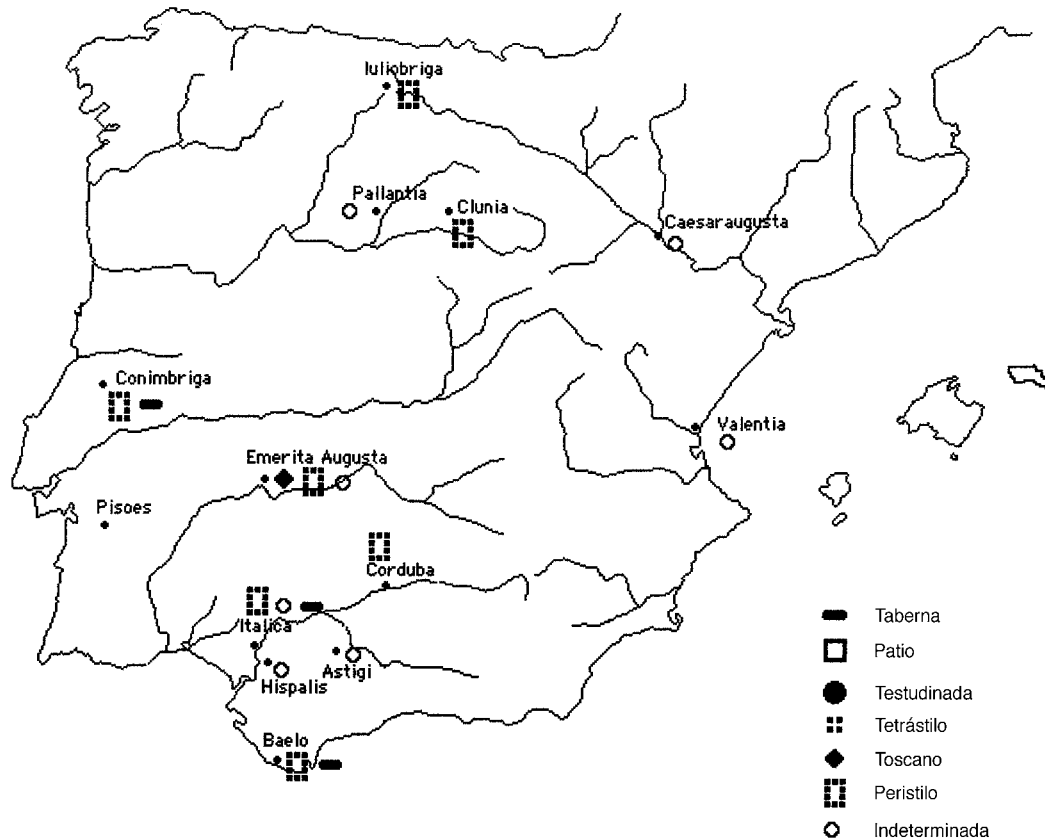 Iuliobriga
Pallantia
Clunia
Caesaraugusta
Conimbriga
Valentia
Emerita Augusta
Pisoes
Corduba
Italica
Astigi
Hispalis
Baelo
Taberna
Patio
Testudinada
Tetrástilo
Toscano
Peristilo
Indeterminada